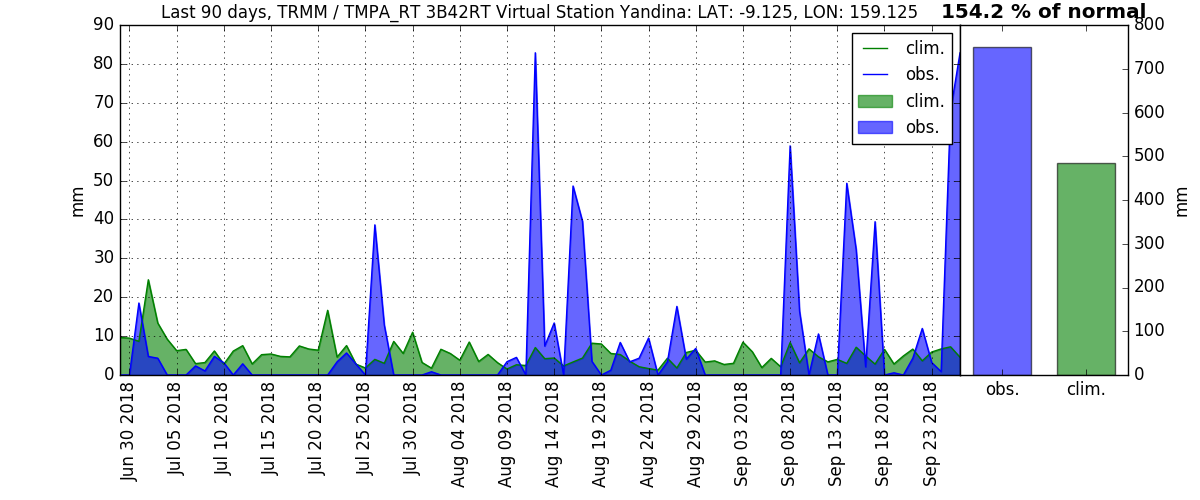 Last 90 days, TRMM / TMPA_RT 3B42RT Virtual Station Yandina: LAT: -9.125, LON: 159.125
154.2 % of normal
90
80
70
60
50
40
30
20
10
0
mm
clim.
obs.
clim.
obs.
800
700
600
500
400
300
200
100
0
mm
Jun 30 2018
Jul 05 2018
Jul 10 2018
Jul 15 2018
Jul 20 2018
Jul 25 2018
Jul 30 2018
Aug 04 2018
Aug 09 2018
Aug 14 2018
Aug 19 2018
Aug 24 2018
Aug 29 2018
Sep 03 2018
Sep 08 2018
Sep 13 2018
Sep 18 2018
Sep 23 2018
obs.
clim.